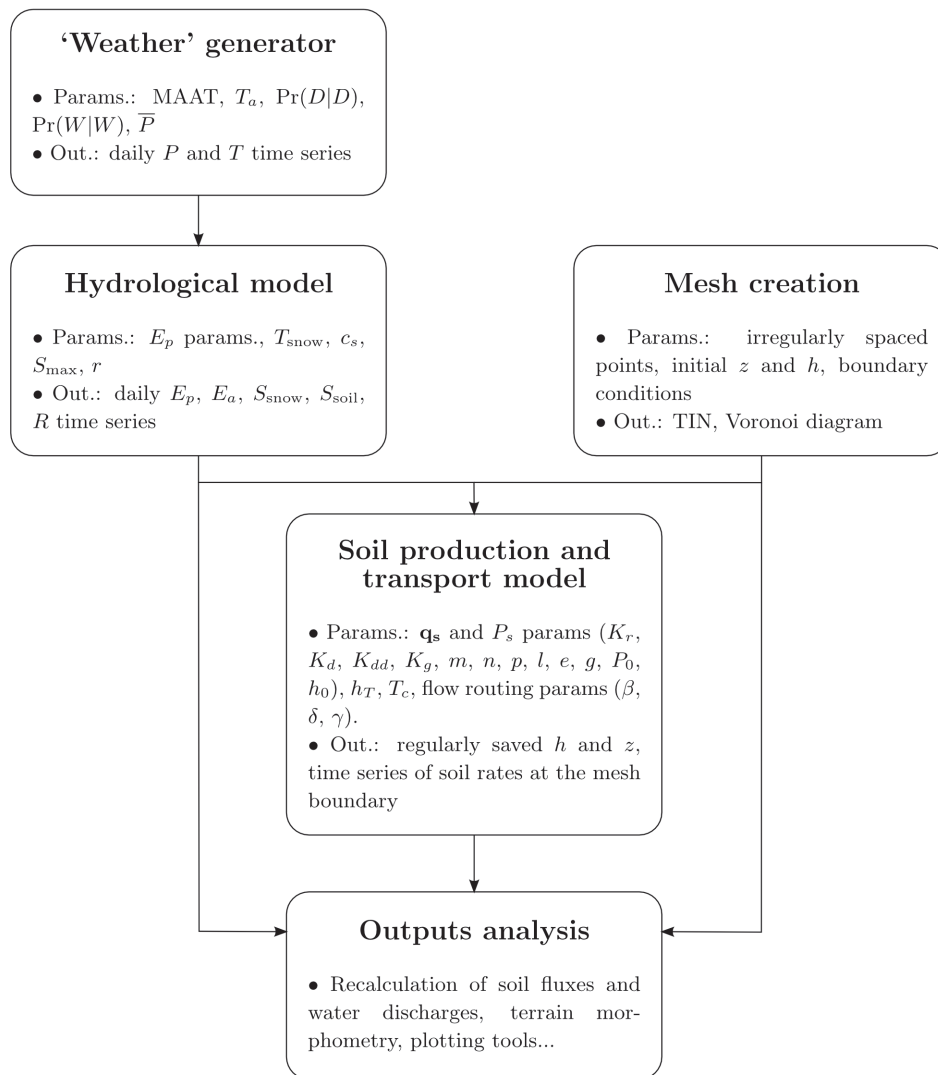 ‘Weather’ generator
• Params.: MAAT, T_a, Pr(D|D),
Pr(W|W), P̅
• Out.: daily P and T time series
Hydrological model
• Params.: E_p params., T_snow, c_s,
S_max, r
• Out.: daily E_p, E_a, S_snow, S_soil,
R time series
Mesh creation
• Params.: irregularly spaced
points, initial z and h, boundary
conditions
• Out.: TIN, Voronoi diagram
Soil production and
transport model
• Params.: q_s and P_s params (K_r,
K_d, K_dd, K_g, m, n, p, l, e, g, P_0,
h_0), h_T, T_c, flow routing params (β,
δ, γ).
• Out.: regularly saved h and z,
time series of soil rates at the mesh
boundary
Outputs analysis
• Recalculation of soil fluxes and
water discharges, terrain mor-
phometry, plotting tools...